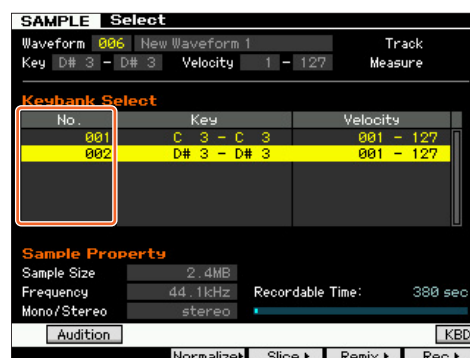 SAMPLE Select
Waveform 006 New Waveform 1 Track
Key D# 3 - D# 3 Velocity 1 - 127 Measure
Keybank Select
No. Key Velocity
001 C 3 - C 3 001 - 127
002 D# 3 - D# 3 001 - 127
Sample Property
Sample Size 2.4MB
Frequency 44.1kHz Recordable Time: 380 sec
Mono/Stereo stereo
Audition KBD
Normalize Slice Remix Rec